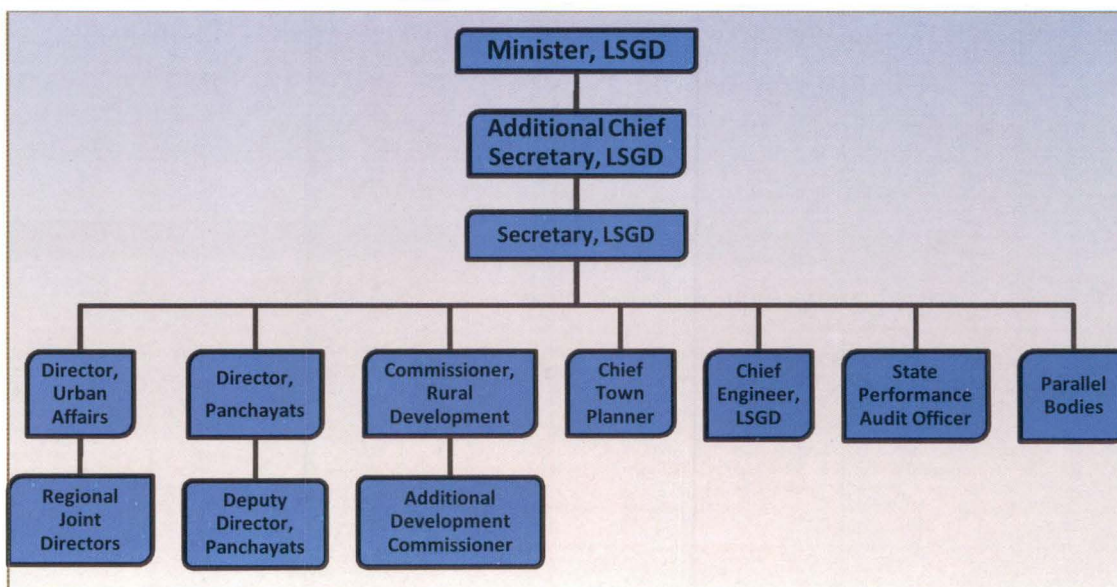 Minister, LSGD
Additional Chief
Secretary, LSGD
Secretary, LSGD
Director,
Urban
Affairs
Director,
Panchayats
Commissioner,
Rural
Development
Chief
Town
Planner
Chief
Engineer,
LSGD
State
Performance
Audit Officer
Parallel
Bodies
Regional
Joint
Directors
Deputy
Director,
Panchayats
Additional
Development
Commissioner